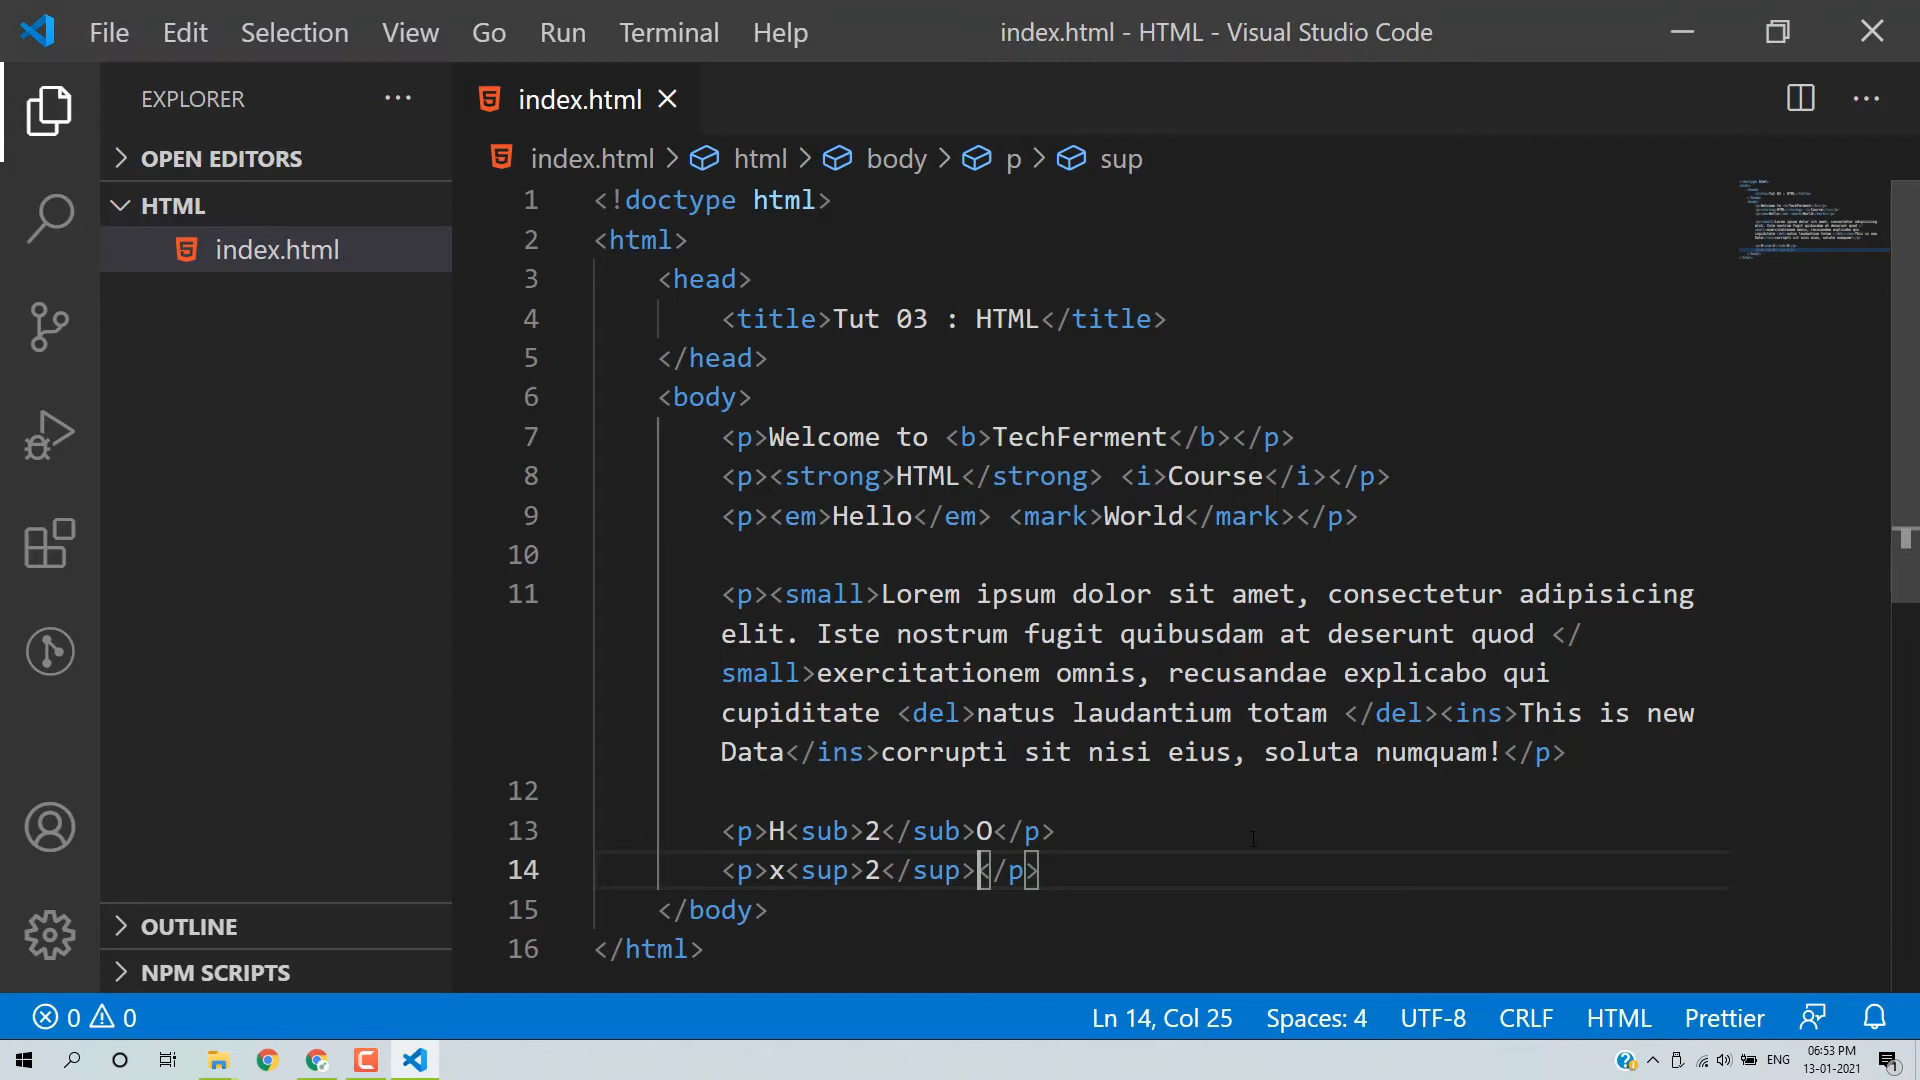 File Edit Selection View Go Run Terminal Help index.html - HTML - Visual Studio Code
EXPLORER
index.html
OPEN EDITORS
index.html > html > body > p > sup
HTML
index.html
1 <!doctype html>
2 <html>
3 <head>
4 <title>Tut 03 : HTML</title>
5 </head>
6 <body>
7 <p>Welcome to <b>TechFerment</b></p>
8 <p><strong>HTML</strong> <i>Course</i></p>
9 <p><em>Hello</em> <mark>World</mark></p>
10
11 <p><small>Lorem ipsum dolor sit amet, consectetur adipisicing
elit. Iste nostrum fugit quibusdam at deserunt quod </
small>exercitationem omnis, recusandae explicabo qui
cupiditate <del>natus laudantium totam </del><ins>This is new
Data</ins>corrupti sit nisi eius, soluta numquam!</p>
12
13 <p>H<sub>2</sub>O</p>
14 <p>x<sup>2</sup></p>
15 </body>
16 </html>
OUTLINE
NPM SCRIPTS
0 0 Ln 14, Col 25 Spaces: 4 UTF-8 CRLF HTML Prettier
ENG 06:53 PM
13-01-2021
1